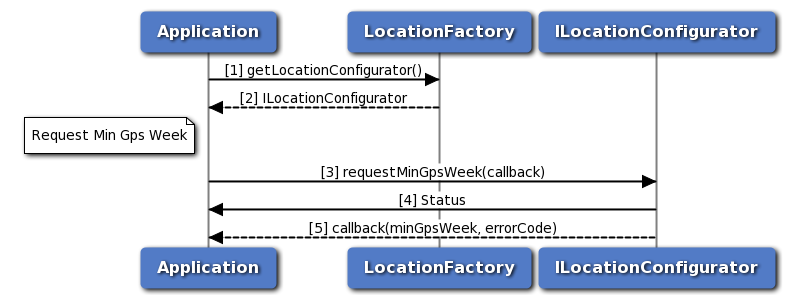 Application
LocationFactory
ILocationConfigurator
[1] getLocationConfigurator()
[2] ILocationConfigurator
Request Min Gps Week
[3] requestMinGpsWeek(callback)
[4] Status
[5] callback(minGpsWeek, errorCode)
Application
LocationFactory
ILocationConfigurator